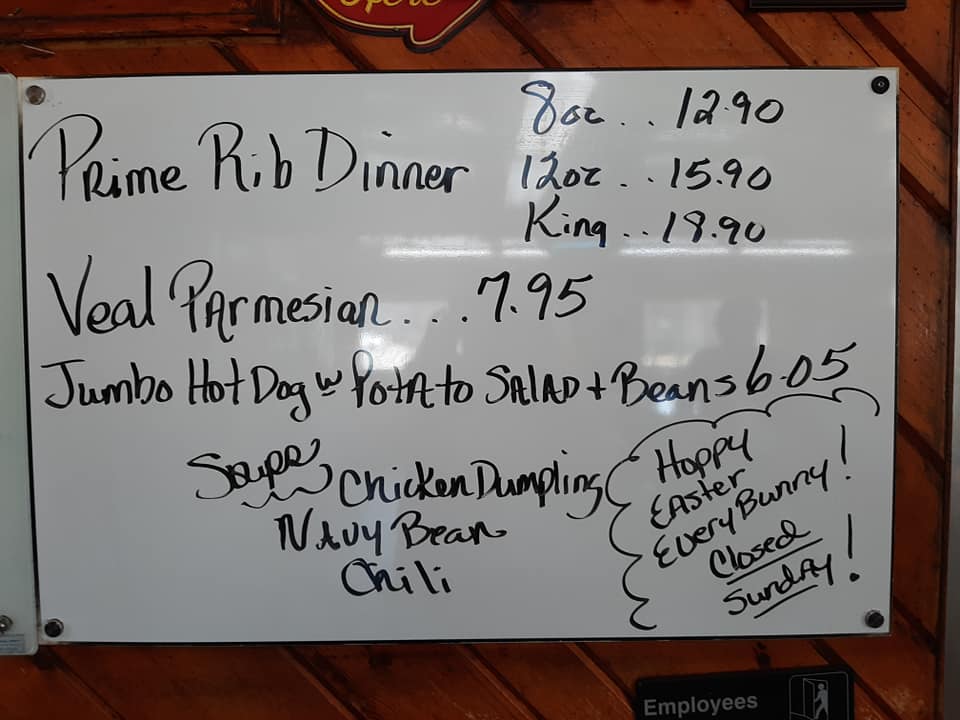 8oz . . 12.90
Prime Rib Dinner 12oz . . 15.90
King . . 18.90
Veal Parmesian . . . 7.95
Jumbo Hot Dog w Potato Salad + Beans 6.05
Soups Chicken Dumpling
Navy Bean
Chili
Happy
Easter
Every Bunny!
Closed
Sunday!
Employees